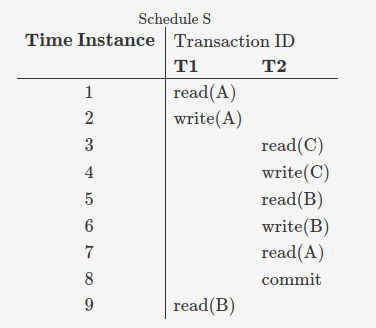 Schedule S
Time Instance Transaction ID
T1 T2
1 read(A)
2 write(A)
3 read(C)
4 write(C)
5 read(B)
6 write(B)
7 read(A)
8 commit
9 read(B)